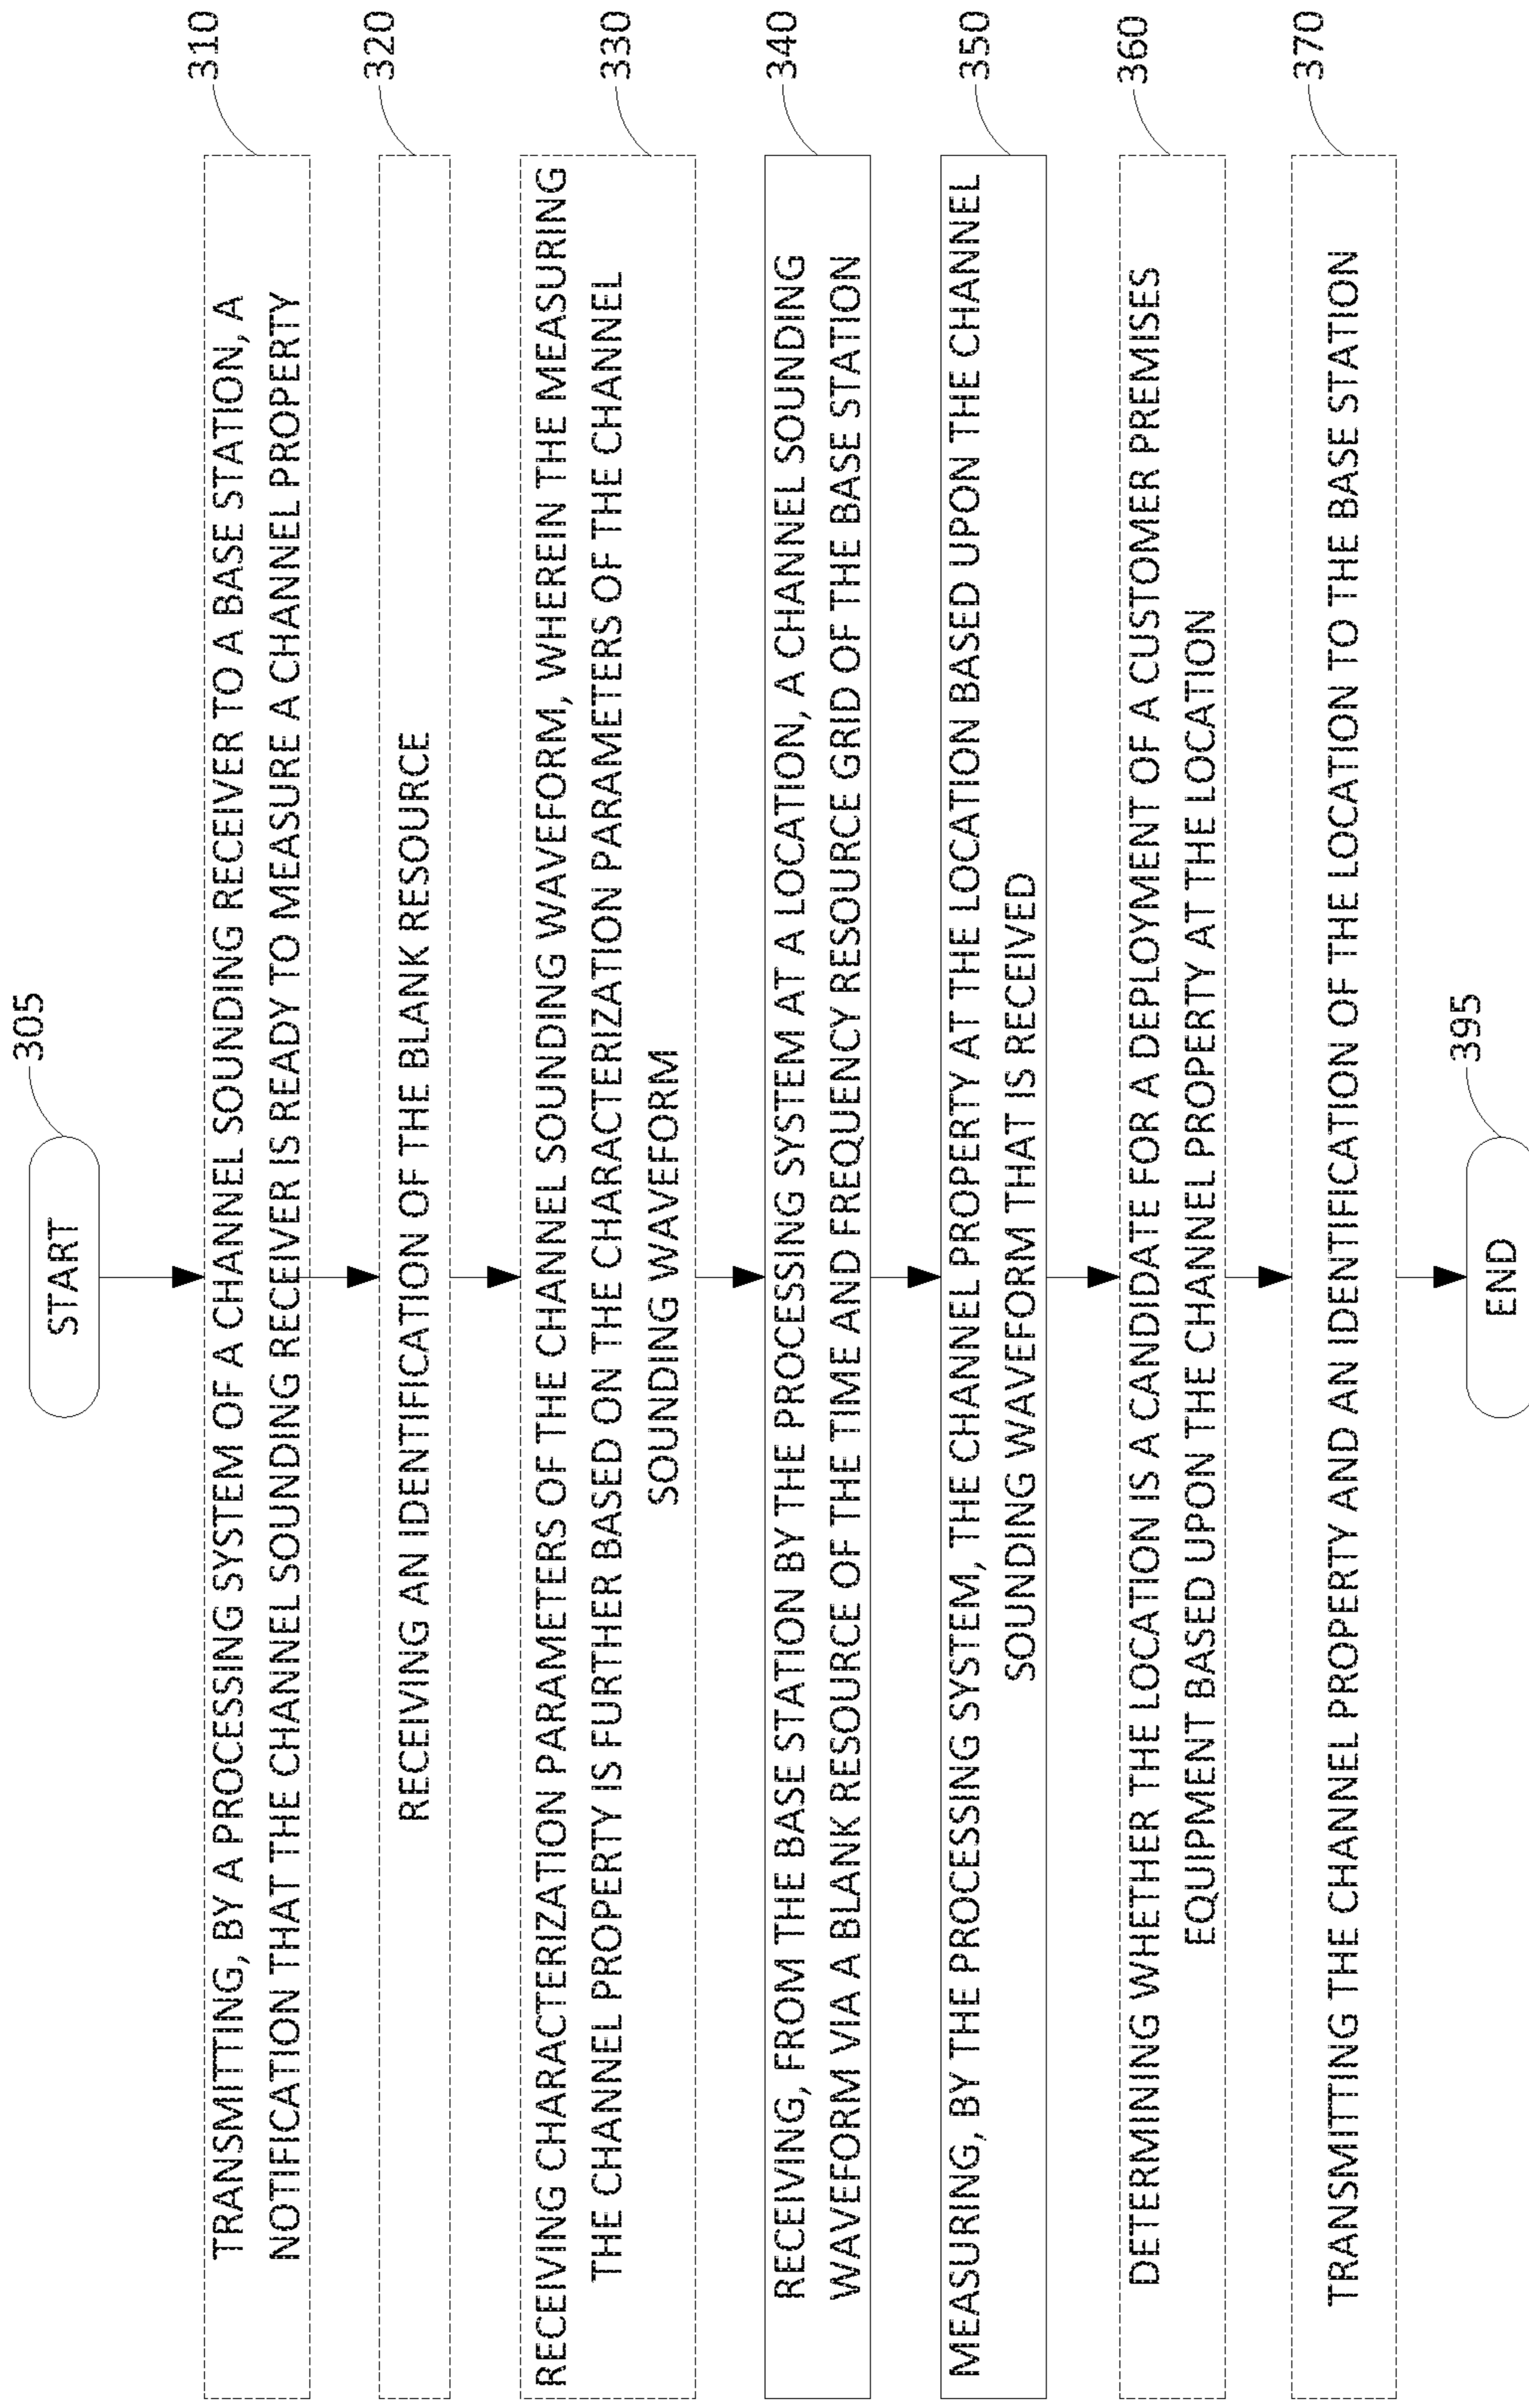 305
START
TRANSMITTING, BY A PROCESSING SYSTEM OF A CHANNEL SOUNDING RECEIVER TO A BASE STATION, A
NOTIFICATION THAT THE CHANNEL SOUNDING RECEIVER IS READY TO MEASURE A CHANNEL PROPERTY
310
RECEIVING AN IDENTIFICATION OF THE BLANK RESOURCE
320
RECEIVING CHARACTERIZATION PARAMETERS OF THE CHANNEL SOUNDING WAVEFORM, WHEREIN THE MEASURING
THE CHANNEL PROPERTY IS FURTHER BASED ON THE CHARACTERIZATION PARAMETERS OF THE CHANNEL
SOUNDING WAVEFORM
330
RECEIVING, FROM THE BASE STATION BY THE PROCESSING SYSTEM AT A LOCATION, A CHANNEL SOUNDING
WAVEFORM VIA A BLANK RESOURCE OF THE TIME AND FREQUENCY RESOURCE GRID OF THE BASE STATION
340
MEASURING, BY THE PROCESSING SYSTEM, THE CHANNEL PROPERTY AT THE LOCATION BASED UPON THE CHANNEL
SOUNDING WAVEFORM THAT IS RECEIVED
350
DETERMINING WHETHER THE LOCATION IS A CANDIDATE FOR A DEPLOYMENT OF A CUSTOMER PREMISES
EQUIPMENT BASED UPON THE CHANNEL PROPERTY AT THE LOCATION
360
TRANSMITTING THE CHANNEL PROPERTY AND AN IDENTIFICATION OF THE LOCATION TO THE BASE STATION
370
395
END